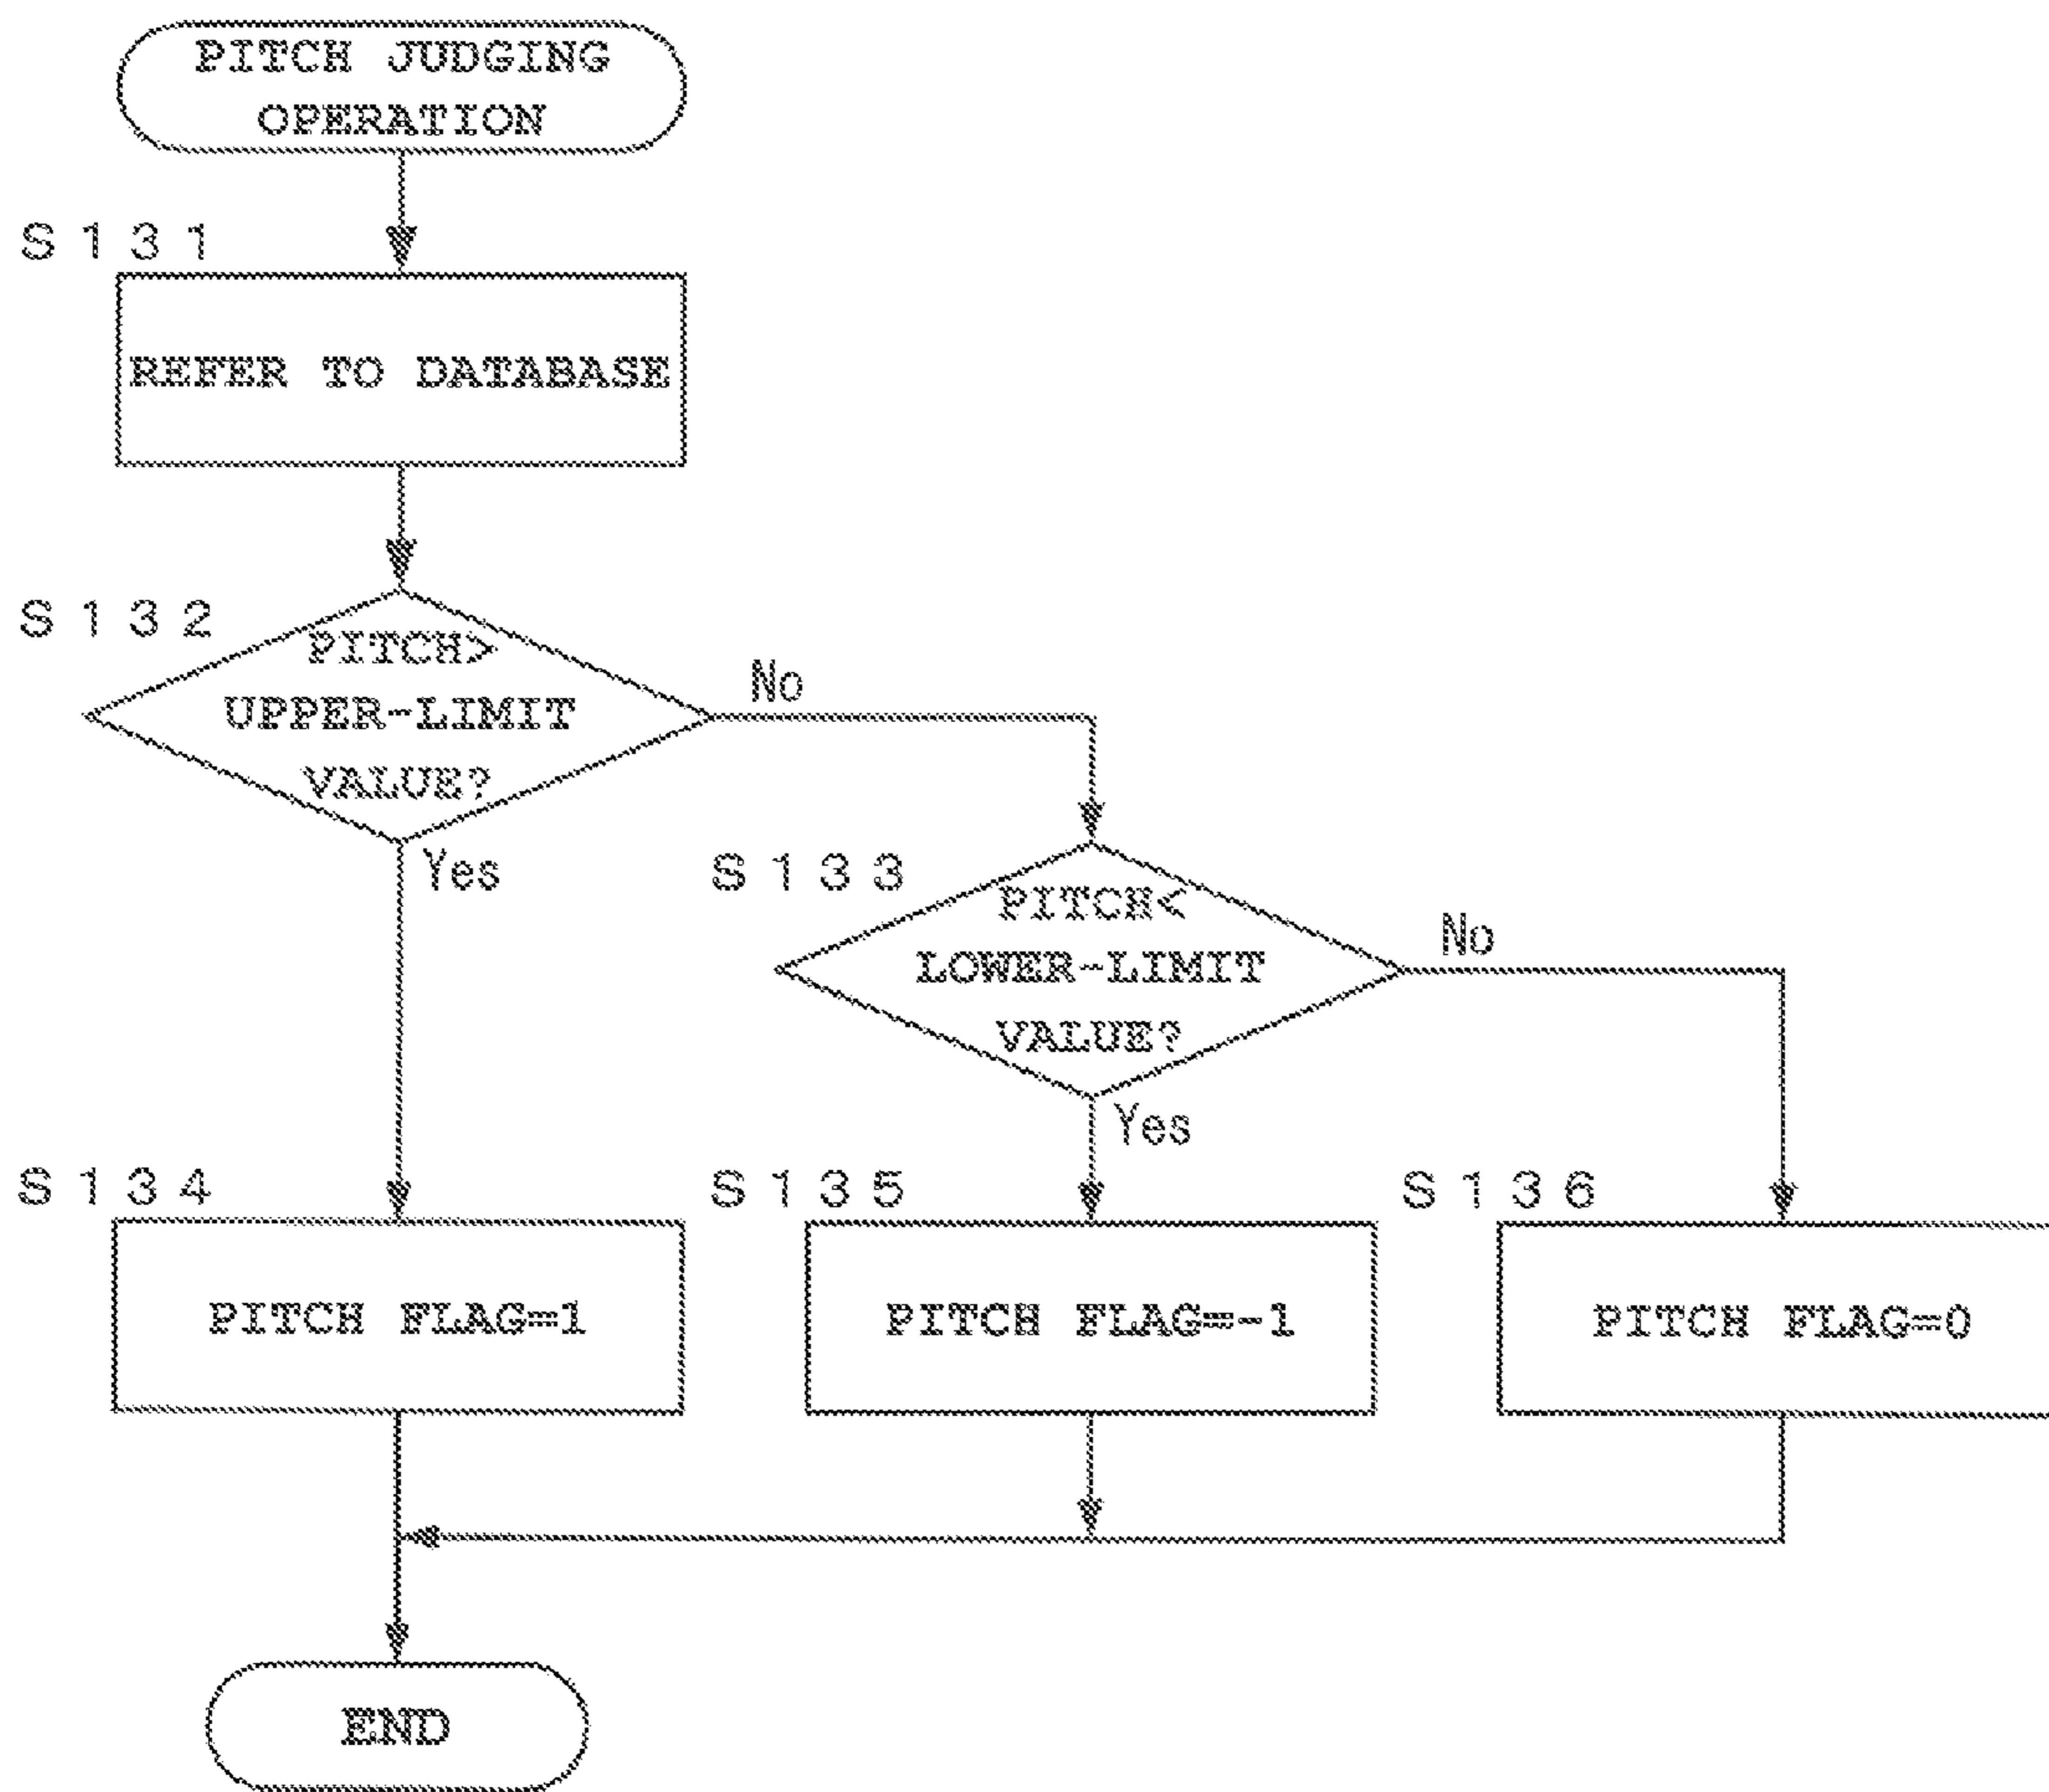 PITCH JUDGING
OPERATION
S131
REFER TO DATABASE
S132
PITCH>
UPPER-LIMIT
VALUE?
No
Yes
S133
PITCH<
LOWER-LIMIT
VALUE?
No
Yes
S134
PITCH FLAG=1
S135
PITCH FLAG=-1
S136
PITCH FLAG=0
END